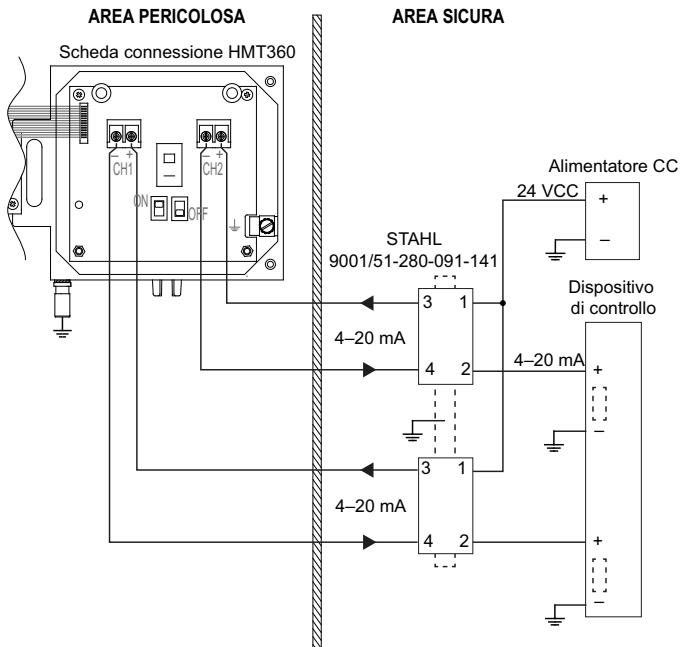 AREA PERICOLOSA
AREA SICURA
Scheda connessione HMT360
– +
CH1
– +
CH2
ON
OFF
Alimentatore CC
24 VCC
+
–
STAHL
9001/51-280-091-141
Dispositivo
di controllo
3 1
4–20 mA
4 2
4–20 mA
+
–
3 1
4–20 mA
4 2
+
–